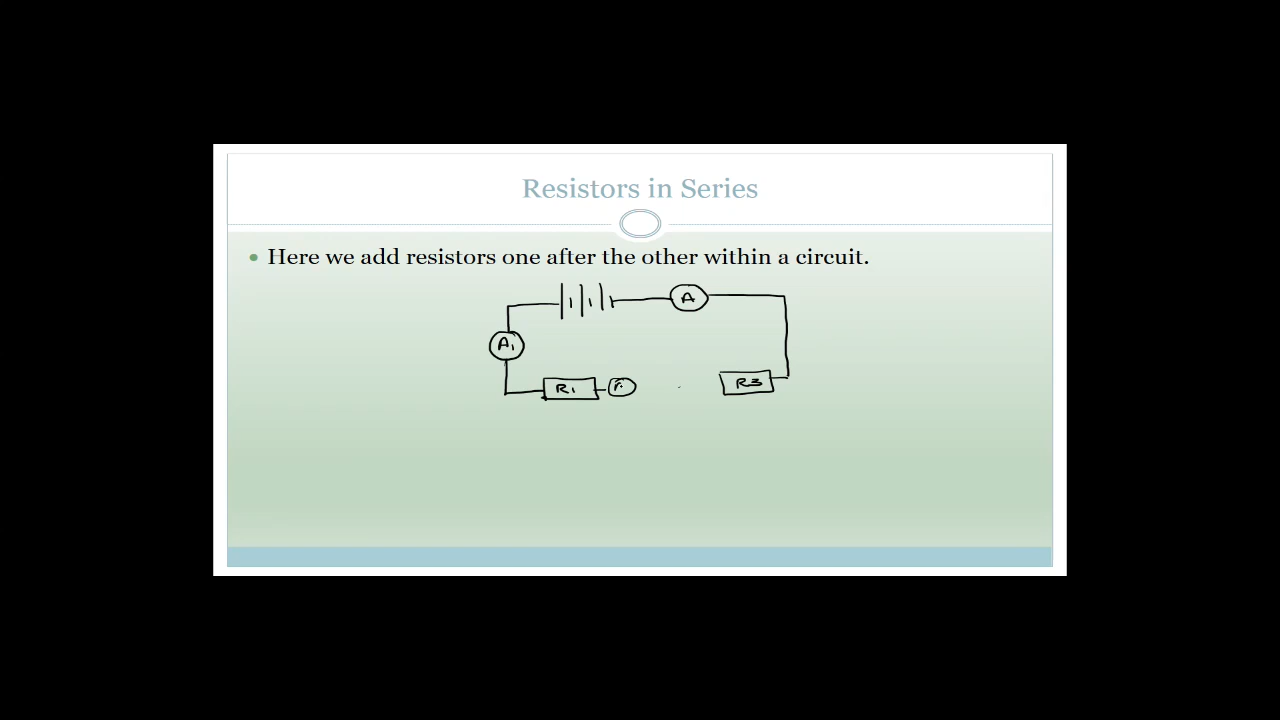 Resistors in Series
Here we add resistors one after the other within a circuit.
A
A1
R1
R3